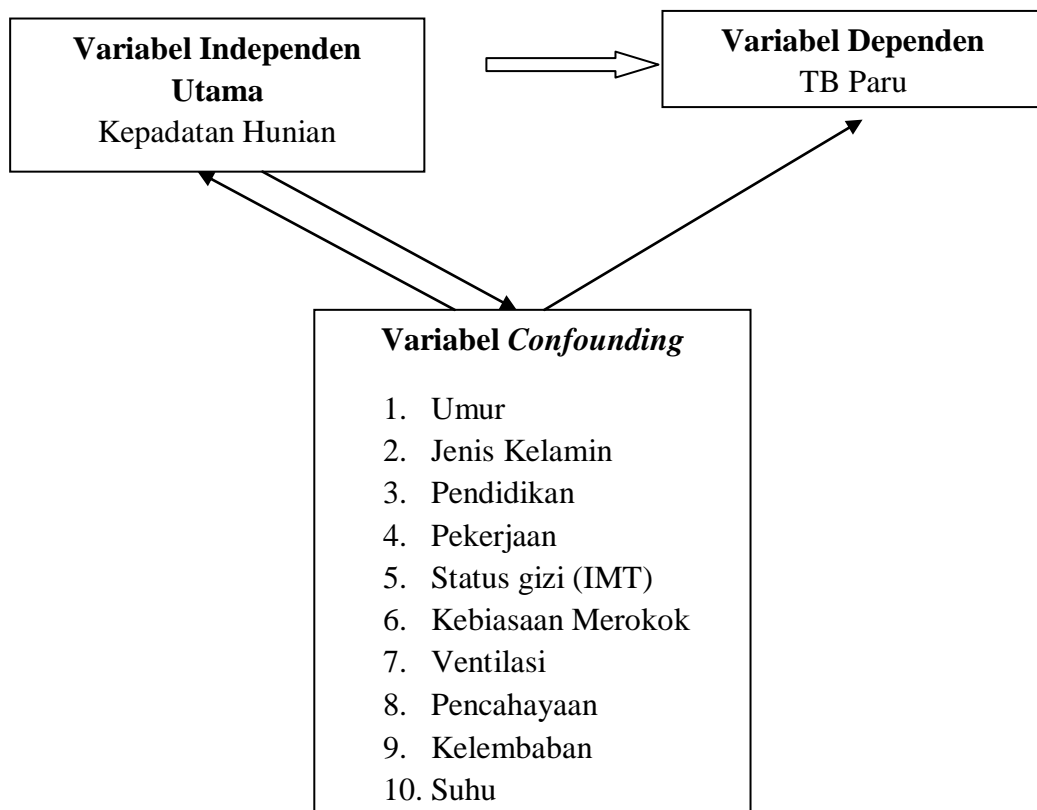 Variabel Independen
Utama
Kepadatan Hunian
Variabel Dependen
TB Paru
Variabel Confounding
1. Umur
2. Jenis Kelamin
3. Pendidikan
4. Pekerjaan
5. Status gizi (IMT)
6. Kebiasaan Merokok
7. Ventilasi
8. Pencahayaan
9. Kelembaban
10. Suhu